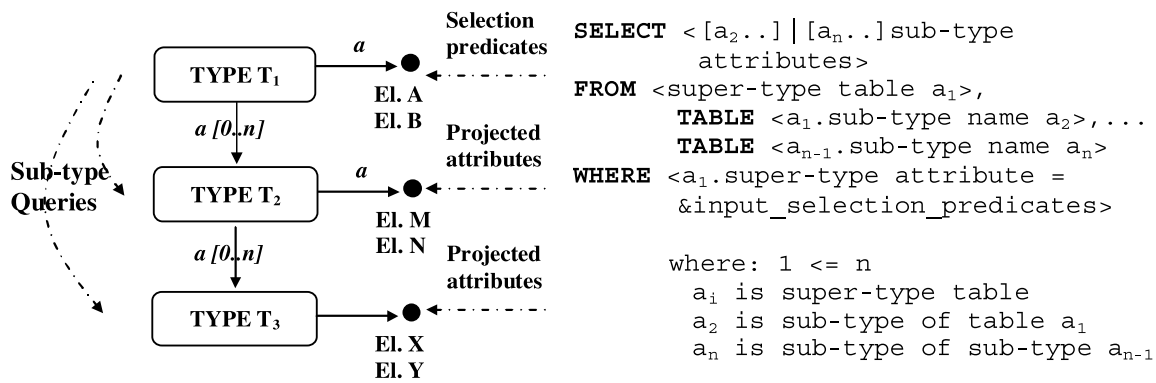 Selection
predicates
a
TYPE T₁
El. A
El. B
a [0..n]
Projected
attributes
Sub-type
Queries
a
TYPE T₂
El. M
El. N
a [0..n]
Projected
attributes
TYPE T₃
El. X
El. Y
SELECT <[a₂..]|[aₙ..]sub-type
attributes>
FROM <super-type table a₁>,
TABLE <a₁.sub-type name a₂>,...
TABLE <aₙ₋₁.sub-type name aₙ>
WHERE <a₁.super-type attribute =
&input_selection_predicates>
where: 1 <= n
aᵢ is super-type table
a₂ is sub-type of table a₁
aₙ is sub-type of sub-type aₙ₋₁